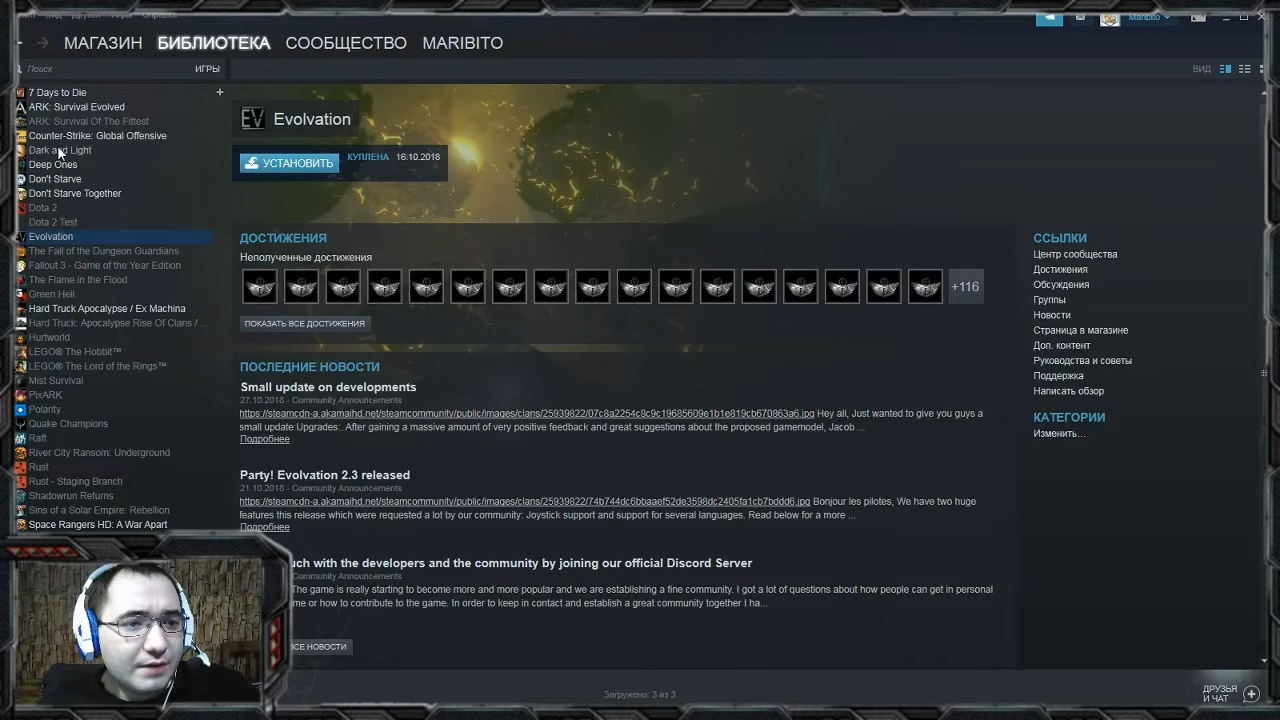 Вид Друзья Игры Справка
Maribito
МАГАЗИН БИБЛИОТЕКА СООБЩЕСТВО MARIBITO
Поиск
ИГРЫ
ВИД
7 Days to Die
ARK: Survival Evolved
ARK: Survival Of The Fittest
Counter-Strike: Global Offensive
Dark and Light
Deep Ones
Don't Starve
Don't Starve Together
Dota 2
Dota 2 Test
Evolvation
The Fall of the Dungeon Guardians
Fallout 3 - Game of the Year Edition
The Flame in the Flood
Green Hell
Hard Truck Apocalypse / Ex Machina
Hard Truck: Apocalypse Rise Of Clans / ...
Hurtworld
LEGO® The Hobbit™
LEGO® The Lord of the Rings™
Mist Survival
PixARK
Polarity
Quake Champions
Raft
River City Ransom: Underground
Rust
Rust - Staging Branch
Shadowrun Returns
Sins of a Solar Empire: Rebellion
Space Rangers HD: A War Apart
EV Evolvation
УСТАНОВИТЬ
КУПЛЕНА 16.10.2018
ДОСТИЖЕНИЯ
Неполученные достижения
+116
ПОКАЗАТЬ ВСЕ ДОСТИЖЕНИЯ
ПОСЛЕДНИЕ НОВОСТИ
Small update on developments
27.10.2018 - Community Announcements
https://steamcdn-a.akamaihd.net/steamcommunity/public/images/clans/25939822/07c8a2254c8c9c19685609e1b1e819cb670863a6.jpg Hey all, Just wanted to give you guys a
small update:Upgrades:. After gaining a massive amount of very positive feedback and great suggestions about the proposed gamemodel, Jacob ...
Подробнее
Party! Evolvation 2.3 released
21.10.2018 - Community Announcements
https://steamcdn-a.akamaihd.net/steamcommunity/public/images/clans/25939822/74b744dc6bbaaef52de3598dc2405fa1cb7bddd6.jpg Bonjour les pilotes, We have two huge
features this release which were requested a lot by our community: Joystick support and support for several languages. Read below for a more ...
Подробнее
uch with the developers and the community by joining our official Discord Server
Community Announcements
The game is really starting to become more and more popular and we are establishing a fine community. I got a lot of questions about how people can get in personal
me or how to contribute to the game. In order to keep in contact and establish a great community together I ha...
ВСЕ НОВОСТИ
ССЫЛКИ
Центр сообщества
Достижения
Обсуждения
Группы
Новости
Страница в магазине
Доп. контент
Руководства и советы
Поддержка
Написать обзор
КАТЕГОРИИ
Изменить...
Загружено: 3 из 3
ДРУЗЬЯ
И ЧАТ